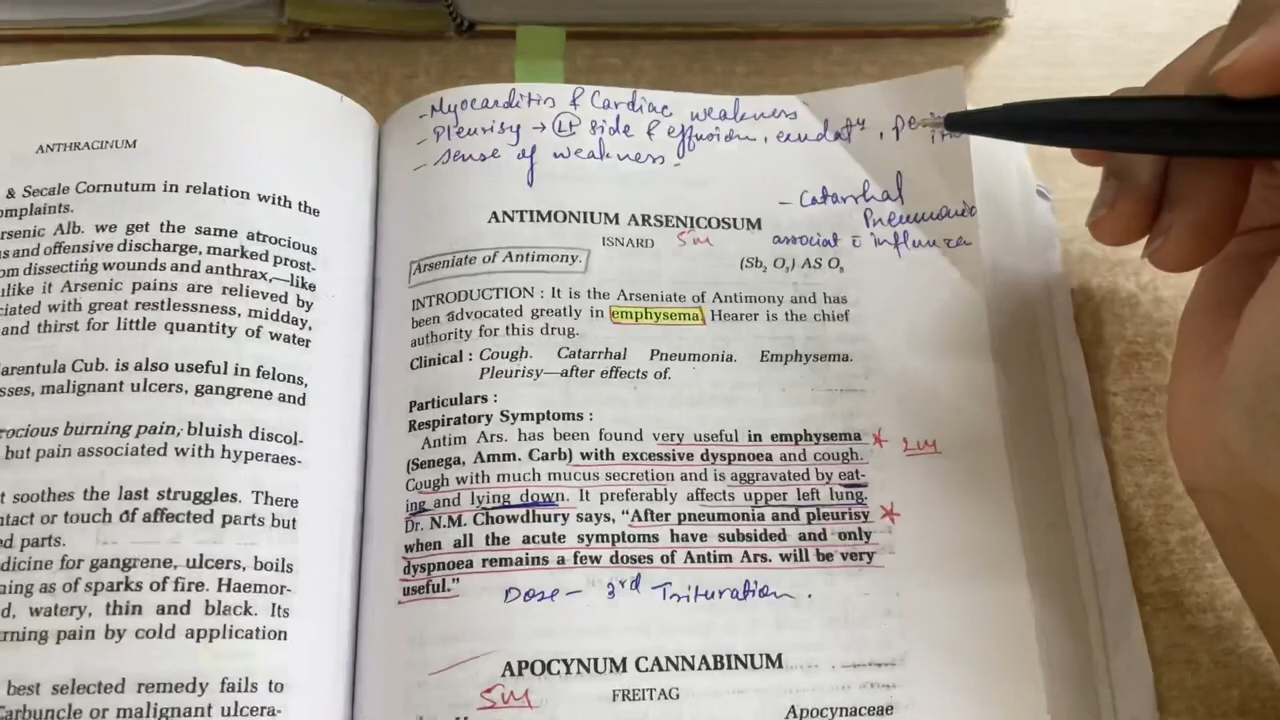 ANTHRACINUM
& Secale Cornutum in relation with the
omplaints.
rsenic Alb. we get the same atrocious
s and offensive discharge, marked prost-
om dissecting wounds and anthrax,—like
nlike it Arsenic pains are relieved by
ciated with great restlessness, midday,
and thirst for little quantity of water
arentula Cub. is also useful in felons,
sses, malignant ulcers, gangrene and
rocious burning pain, bluish discol-
but pain associated with hyperaes-
t soothes the last struggles. There
ntact or touch of affected parts but
ed parts.
dicine for gangrene, ulcers, boils
ning as of sparks of fire. Haemor-
d, watery, thin and black. Its
rning pain by cold application
best selected remedy fails to
Carbuncle or malignant ulcera-
- Myocarditis & Cardiac weakness
- Pleurisy → Lt side & effusion,
- Sense of weakness.
- Catarrhal
Pneumonia
associat c influenza
ANTIMONIUM ARSENICOSUM
ISNARD 5m
Arseniate of Antimony.
(Sb2 O5) AS O5
INTRODUCTION : It is the Arseniate of Antimony and has
been advocated greatly in emphysema. Hearer is the chief
authority for this drug.
Clinical : Cough. Catarrhal Pneumonia. Emphysema.
Pleurisy—after effects of.
Particulars :
Respiratory Symptoms :
Antim Ars. has been found very useful in emphysema 2m
(Senega, Amm. Carb) with excessive dyspnoea and cough.
Cough with much mucus secretion and is aggravated by eat-
ing and lying down. It preferably affects upper left lung.
Dr. N.M. Chowdhury says, “After pneumonia and pleurisy
when all the acute symptoms have subsided and only
dyspnoea remains a few doses of Antim Ars. will be very
useful.”
Dose - 3rd Trituration.
APOCYNUM CANNABINUM
5m FREITAG
Apocynaceae